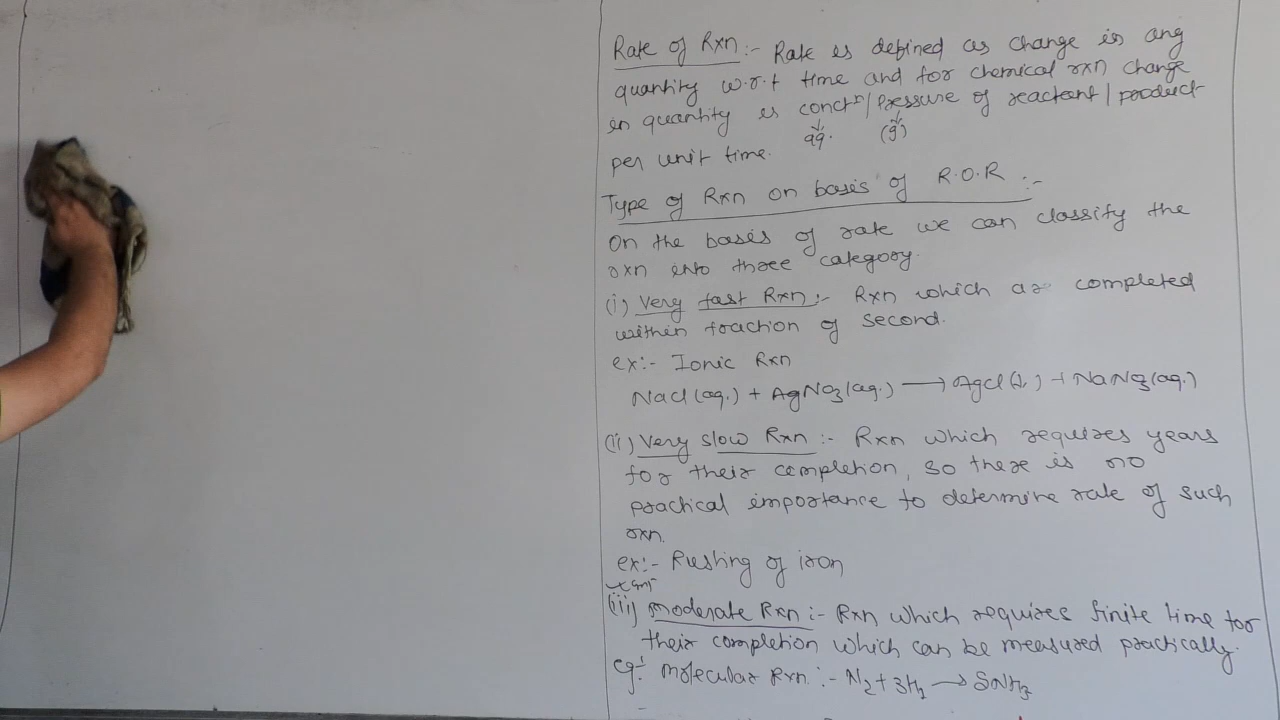 Rate of Rxn :- Rate is defined as change in any
quantity w.r.t time and for chemical rxn change
in quantity is conctn/pressure of reactant/product
aq. (g)
per unit time.
Type of Rxn on basis of R.O.R :-
On the basis of rate we can classify the
rxn into three category.
(i) Very fast Rxn :- Rxn which are completed
within fraction of second.
ex:- Ionic Rxn
NaCl(aq.) + AgNO3(aq.) → AgCl(s) + NaNO3(aq.)
(ii) Very slow Rxn :- Rxn which requires years
for their completion, so there is no
practical importance to determine rate of such
rxn.
ex:- Rusting of iron
(iii) moderate Rxn :- Rxn which requires finite time for
their completion which can be measured practically.
eg:- molecular Rxn :- N2 + 3H2 → 2NH3